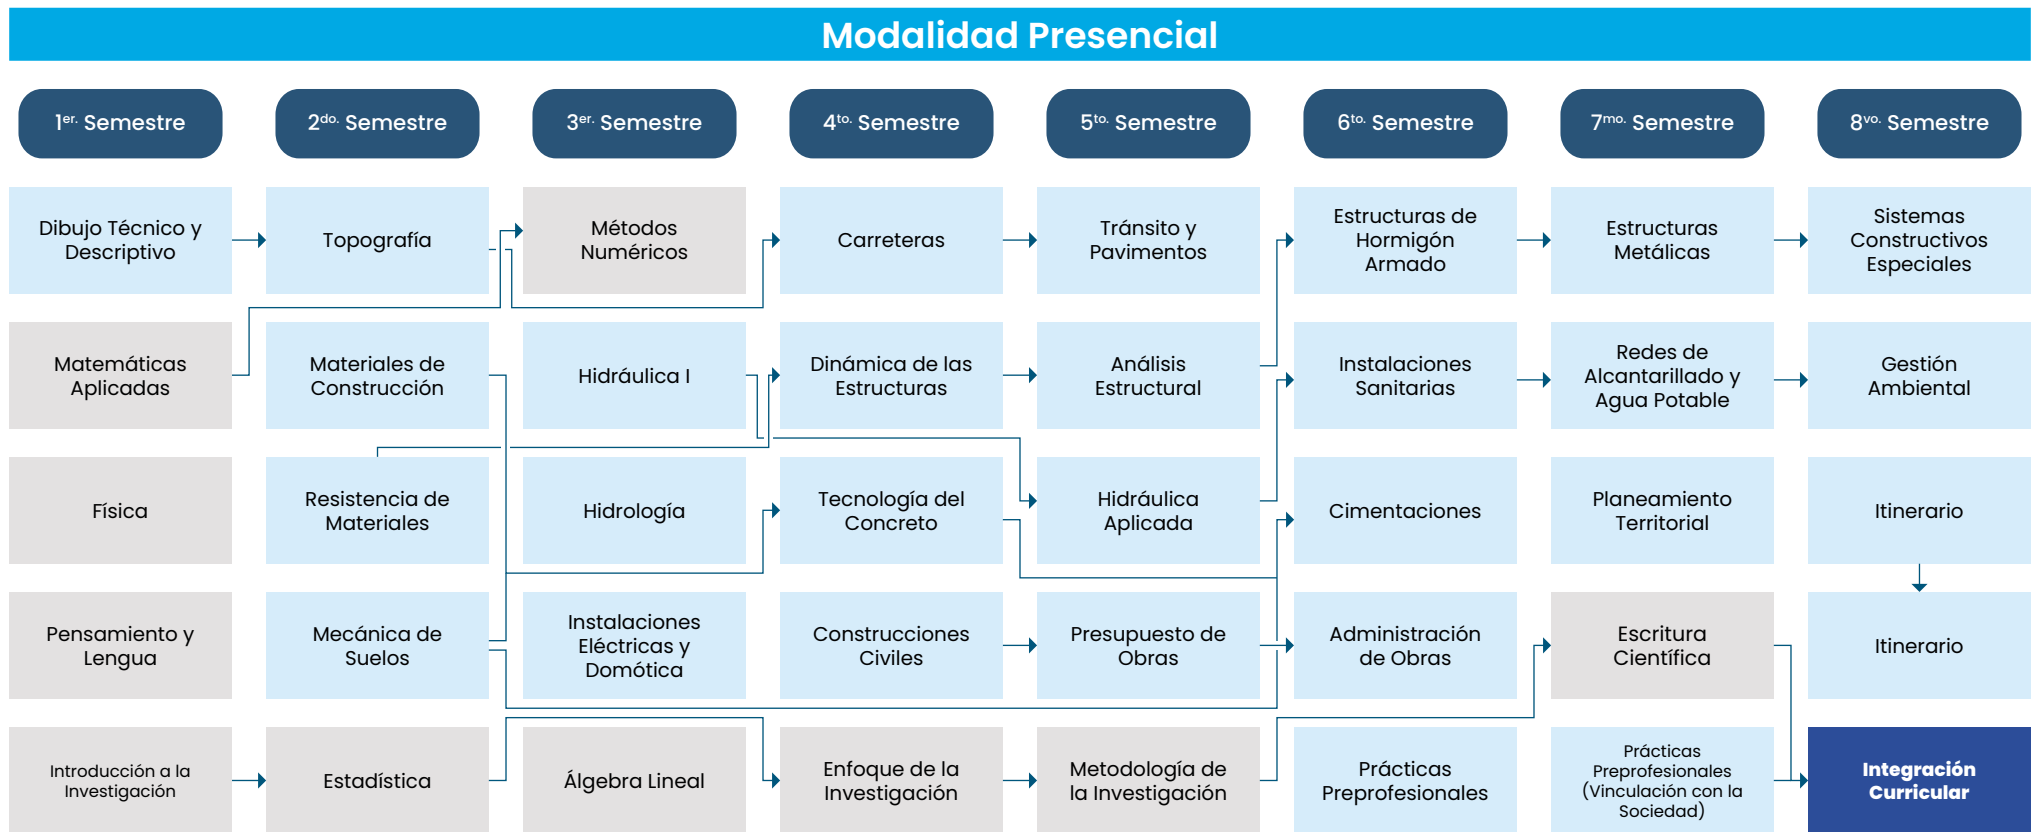 Modalidad Presencial
1er. Semestre
2do. Semestre
3er. Semestre
4to. Semestre
5to. Semestre
6to. Semestre
7mo. Semestre
8vo. Semestre
Dibujo Técnico y
Descriptivo
Topografía
Métodos
Numéricos
Carreteras
Tránsito y
Pavimentos
Estructuras de
Hormigón
Armado
Estructuras
Metálicas
Sistemas
Constructivos
Especiales
Matemáticas
Aplicadas
Materiales de
Construcción
Hidráulica I
Dinámica de las
Estructuras
Análisis
Estructural
Instalaciones
Sanitarias
Redes de
Alcantarillado y
Agua Potable
Gestión
Ambiental
Física
Resistencia de
Materiales
Hidrología
Tecnología del
Concreto
Hidráulica
Aplicada
Cimentaciones
Planeamiento
Territorial
Itinerario
Pensamiento y
Lengua
Mecánica de
Suelos
Instalaciones
Eléctricas y
Domótica
Construcciones
Civiles
Presupuesto de
Obras
Administración
de Obras
Escritura
Científica
Itinerario
Introducción a la
Investigación
Estadística
Álgebra Lineal
Enfoque de la
Investigación
Metodología de
la Investigación
Prácticas
Preprofesionales
Prácticas
Preprofesionales
(Vinculación con la
Sociedad)
Integración
Curricular